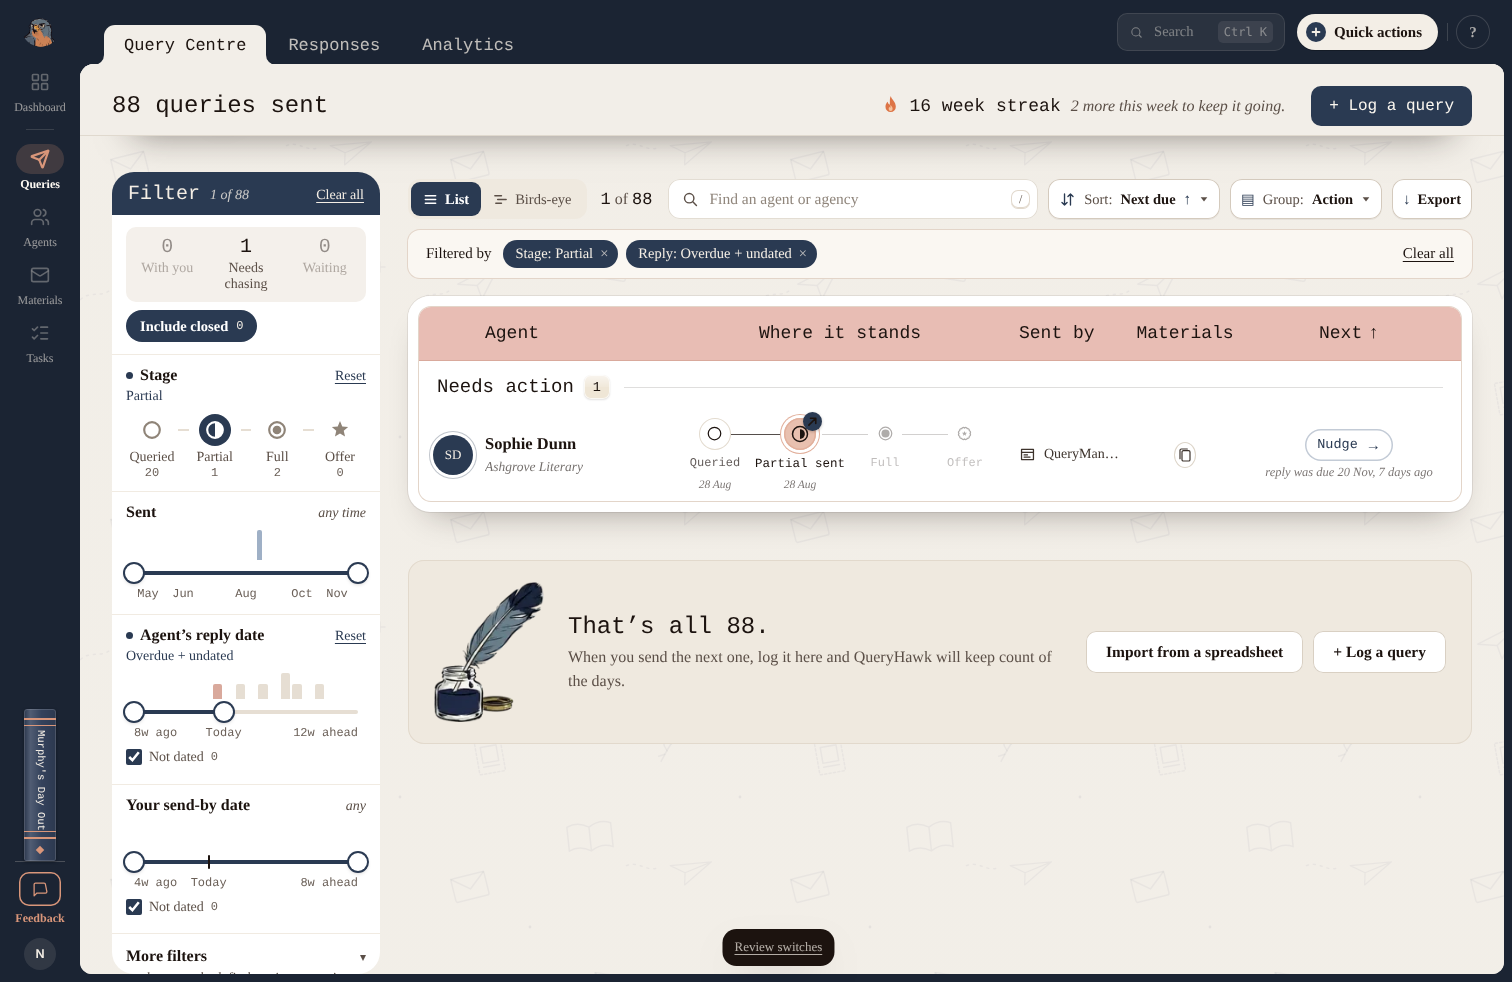 Query Centre
Responses
Analytics
Search
Ctrl K
Quick actions
?
Dashboard
Queries
Agents
Materials
Tasks
Murphy's Day Out
Feedback
N
88 queries sent
16 week streak 2 more this week to keep it going.
+ Log a query
Filter 1 of 88 Clear all
0 1 0
With you Needs chasing Waiting
Include closed 0
Stage Reset
Partial
Queried Partial Full Offer
20 1 2 0
Sent any time
May Jun Aug Oct Nov
Agent’s reply date Reset
Overdue + undated
8w ago Today 12w ahead
Not dated 0
Your send-by date any
4w ago Today 8w ahead
Not dated 0
More filters ▾
List Birds-eye 1 of 88
Find an agent or agency /
Sort: Next due ↑
Group: Action
↓ Export
Filtered by Stage: Partial × Reply: Overdue + undated × Clear all
Agent Where it stands Sent by Materials Next ↑
Needs action 1
SD
Sophie Dunn
Ashgrove Literary
Queried Partial sent Full Offer
28 Aug 28 Aug
QueryMan…
Nudge →
reply was due 20 Nov, 7 days ago
That’s all 88.
When you send the next one, log it here and QueryHawk will keep count of
the days.
Import from a spreadsheet
+ Log a query
Review switches